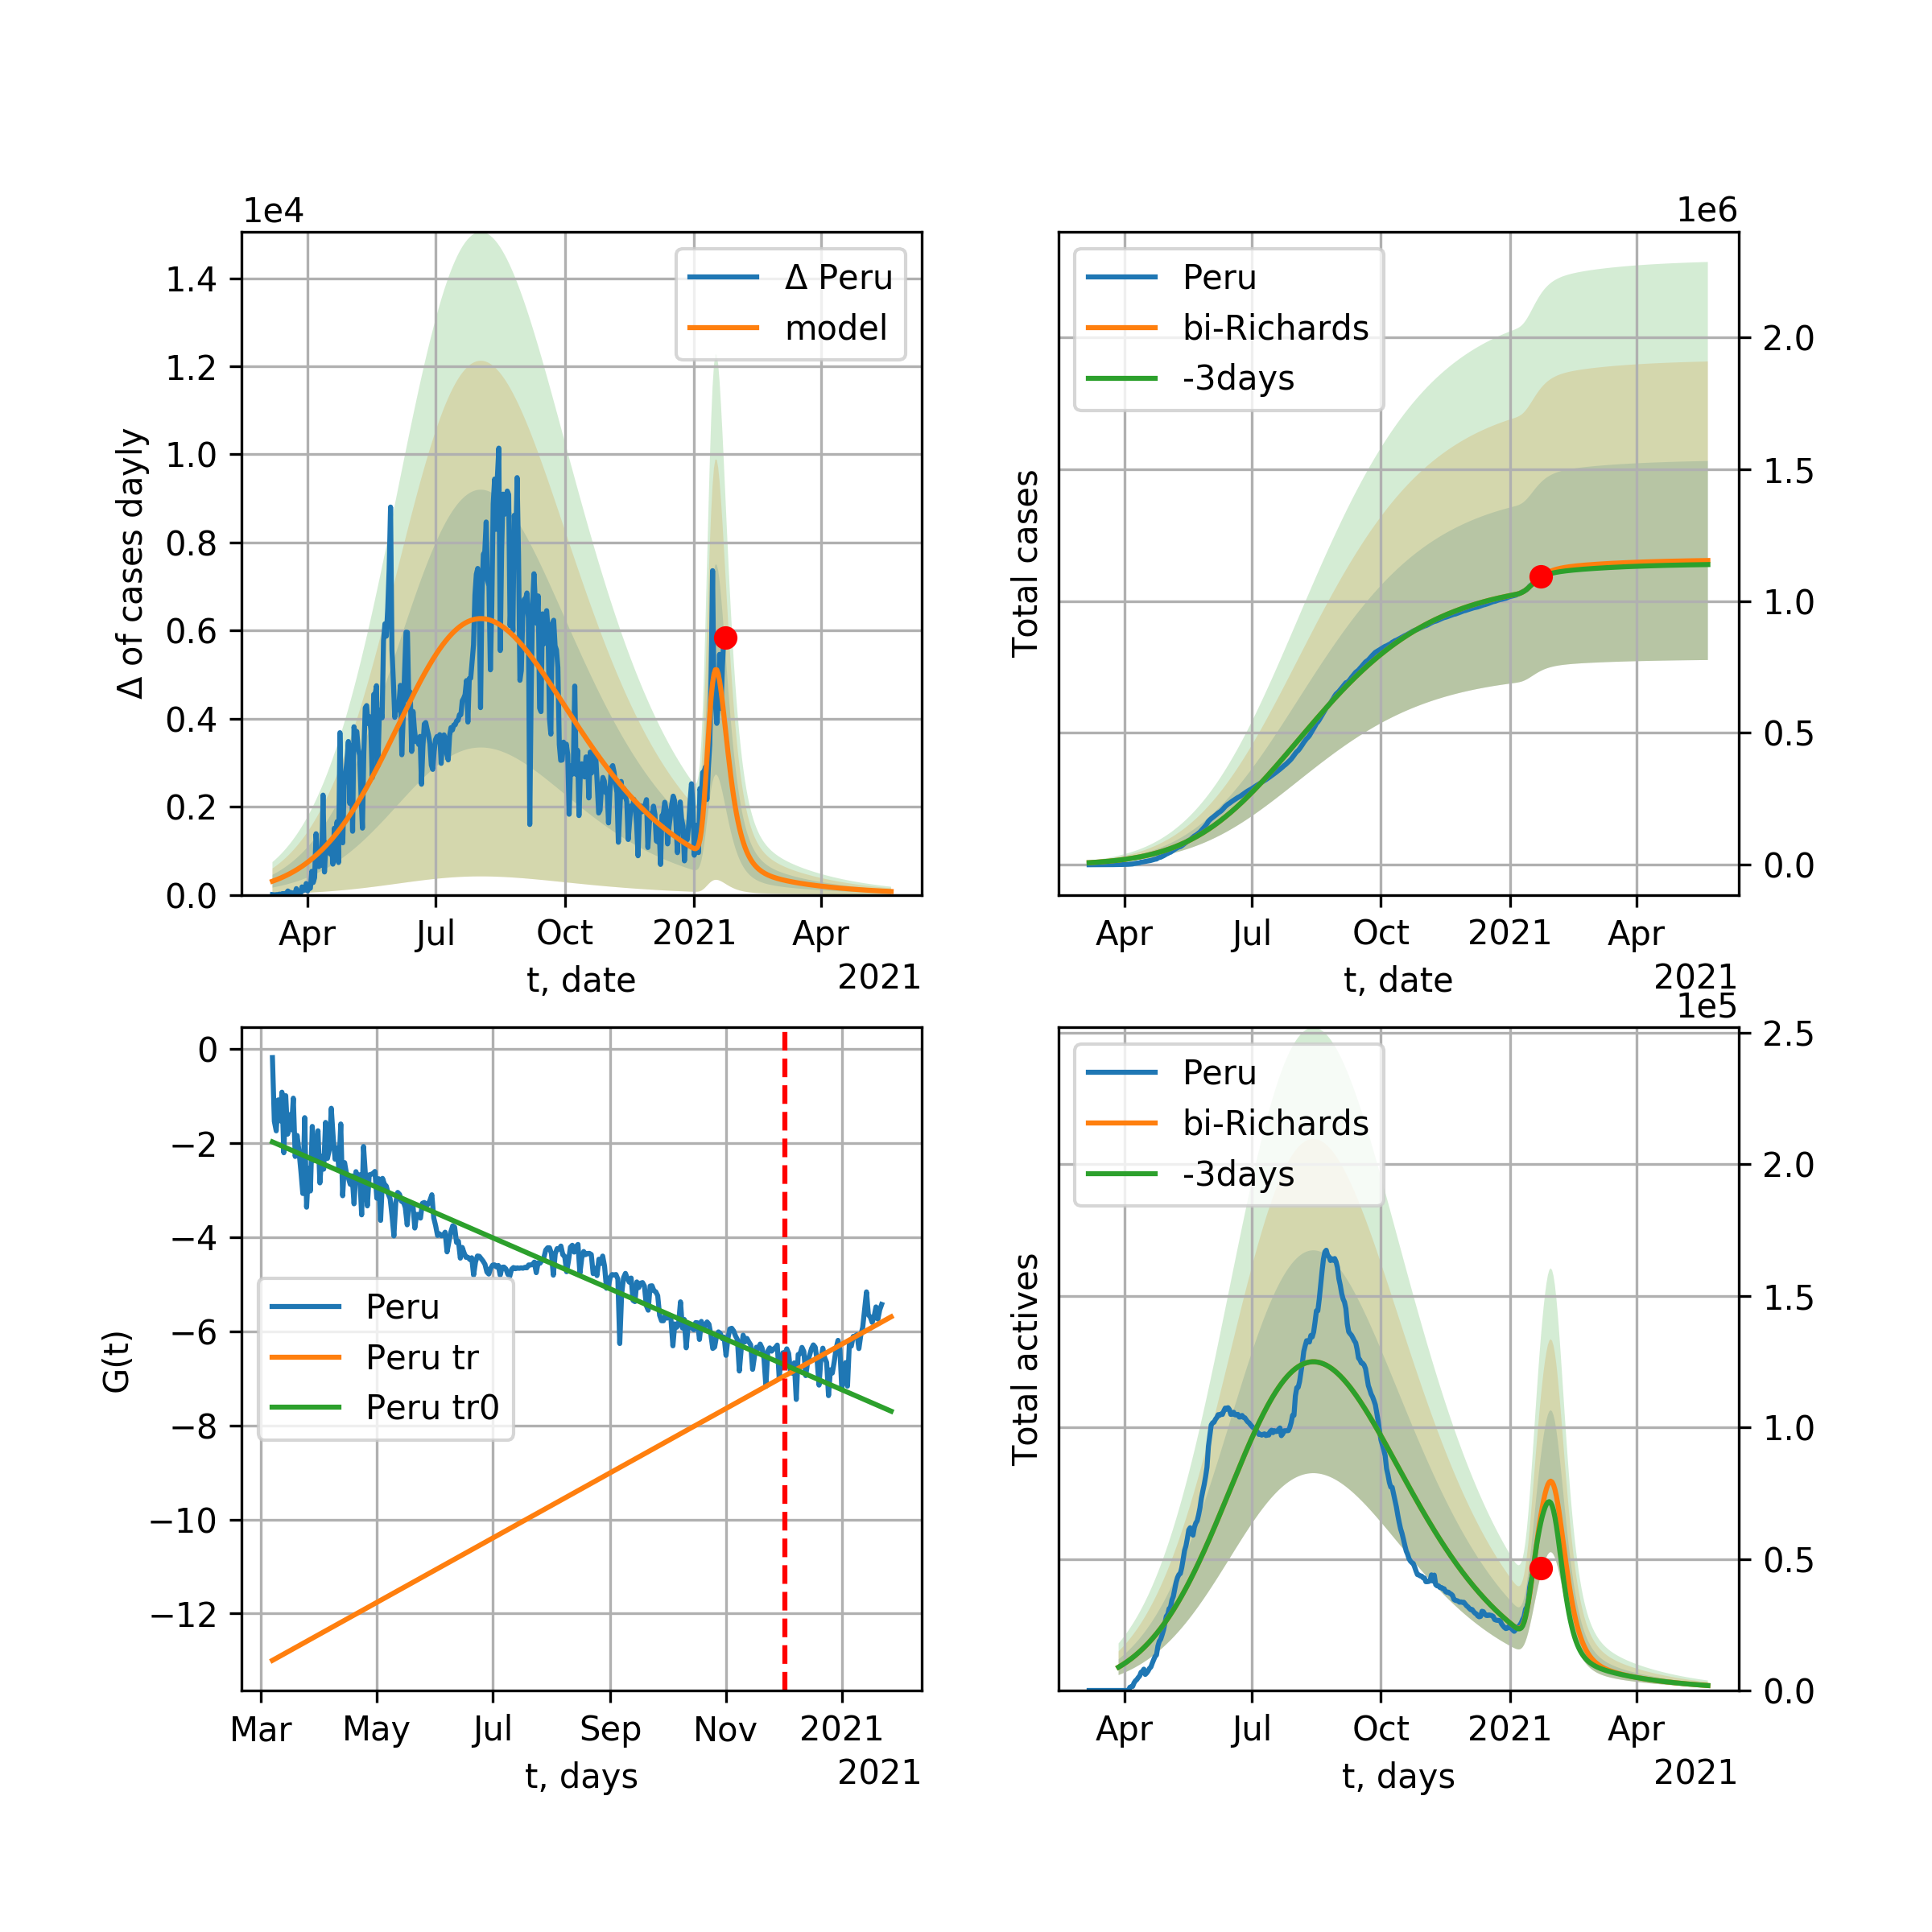 1e4
Δ of cases dayly
1.4
1.2
1.0
0.8
0.6
0.4
0.2
0.0
Δ Peru
model
Apr
Jul
Oct
2021
Apr
t, date
2021
1e6
Total cases
Peru
bi-Richards
-3days
2.0
1.5
1.0
0.5
0.0
Apr
Jul
Oct
2021
Apr
t, date
2021
G(t)
0
−2
−4
−6
−8
−10
−12
Peru
Peru tr
Peru tr0
Mar
May
Jul
Sep
Nov
2021
t, days
2021
1e5
Total actives
Peru
bi-Richards
-3days
2.5
2.0
1.5
1.0
0.5
0.0
Apr
Jul
Oct
2021
Apr
t, days
2021